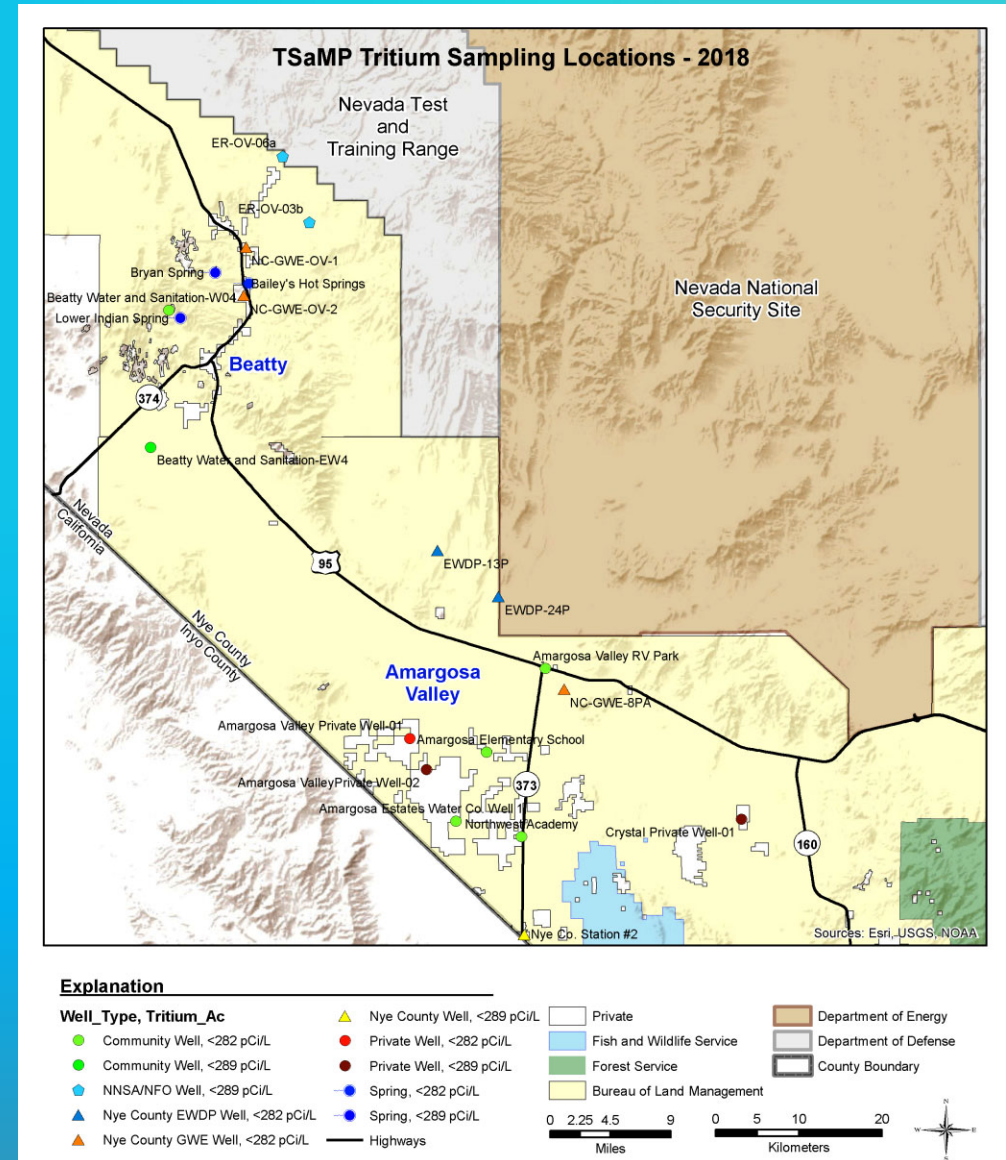 TSaMP Tritium Sampling Locations - 2018
Nevada Test
and
Training Range
ER-OV-06a
ER-OV-03b
NC-GWE-OV-1
Bryan Spring
Bailey's Hot Springs
Beatty Water and Sanitation-W04
NC-GWE-OV-2
Lower Indian Spring
Nevada National
Security Site
Beatty
374
Beatty Water and Sanitation-EW4
Nevada
California
95
EWDP-13P
EWDP-24P
Nye County
Inyo County
Amargosa Valley RV Park
Amargosa
Valley
NC-GWE-8PA
Amargosa Valley Private Well-01
Amargosa Elementary School
Amargosa ValleyPrivate Well-02
373
Amargosa Estates Water Co. Well 1
Northwest Academy
Crystal Private Well-01
160
Nye Co. Station #2
Sources: Esri, USGS, NOAA
Explanation
Well_Type, Tritium_Ac
Community Well, <282 pCi/L
Community Well, <289 pCi/L
NNSA/NFO Well, <289 pCi/L
Nye County EWDP Well, <282 pCi/L
Nye County GWE Well, <282 pCi/L
Nye County Well, <289 pCi/L
Private Well, <282 pCi/L
Private Well, <289 pCi/L
Spring, <282 pCi/L
Spring, <289 pCi/L
Highways
Private
Fish and Wildlife Service
Forest Service
Bureau of Land Management
Department of Energy
Department of Defense
County Boundary
0 2.25 4.5 9
Miles
0 5 10 20
Kilometers
N
W E
S